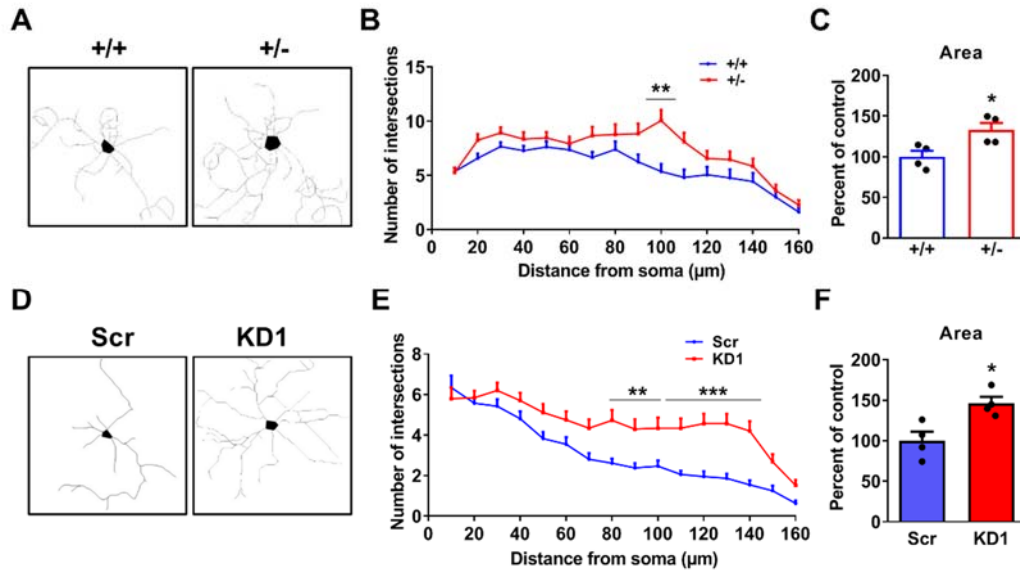 A
+/+
+/-
B
Number of intersections
15
10
5
0
+/+
+/-
**
0 20 40 60 80 100 120 140 160
Distance from soma (µm)
C
Area
Percent of control
200
150
100
50
0
*
+/+ +/-
D
Scr
KD1
E
Number of intersections
8
6
4
2
0
Scr
KD1
** ***
0 20 40 60 80 100 120 140 160
Distance from soma (µm)
F
Area
Percent of control
200
150
100
50
0
*
Scr KD1